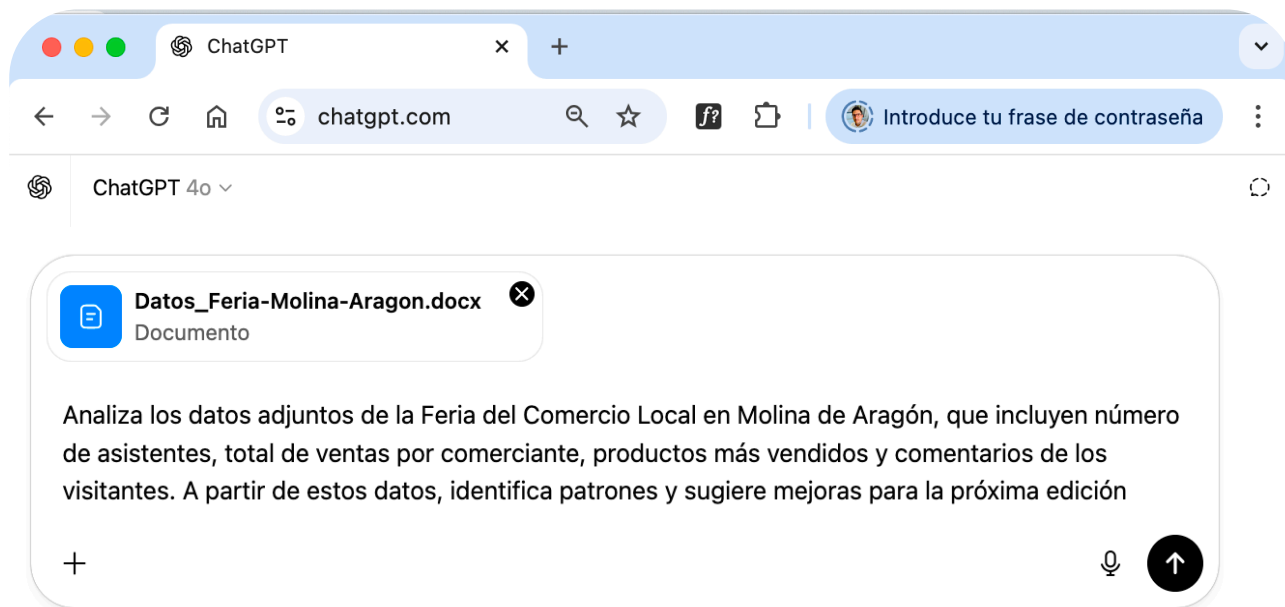 ChatGPT
chatgpt.com
f?
Introduce tu frase de contraseña
ChatGPT 4o
Datos_Feria-Molina-Aragon.docx
Documento
Analiza los datos adjuntos de la Feria del Comercio Local en Molina de Aragón, que incluyen número
de asistentes, total de ventas por comerciante, productos más vendidos y comentarios de los
visitantes. A partir de estos datos, identifica patrones y sugiere mejoras para la próxima edición